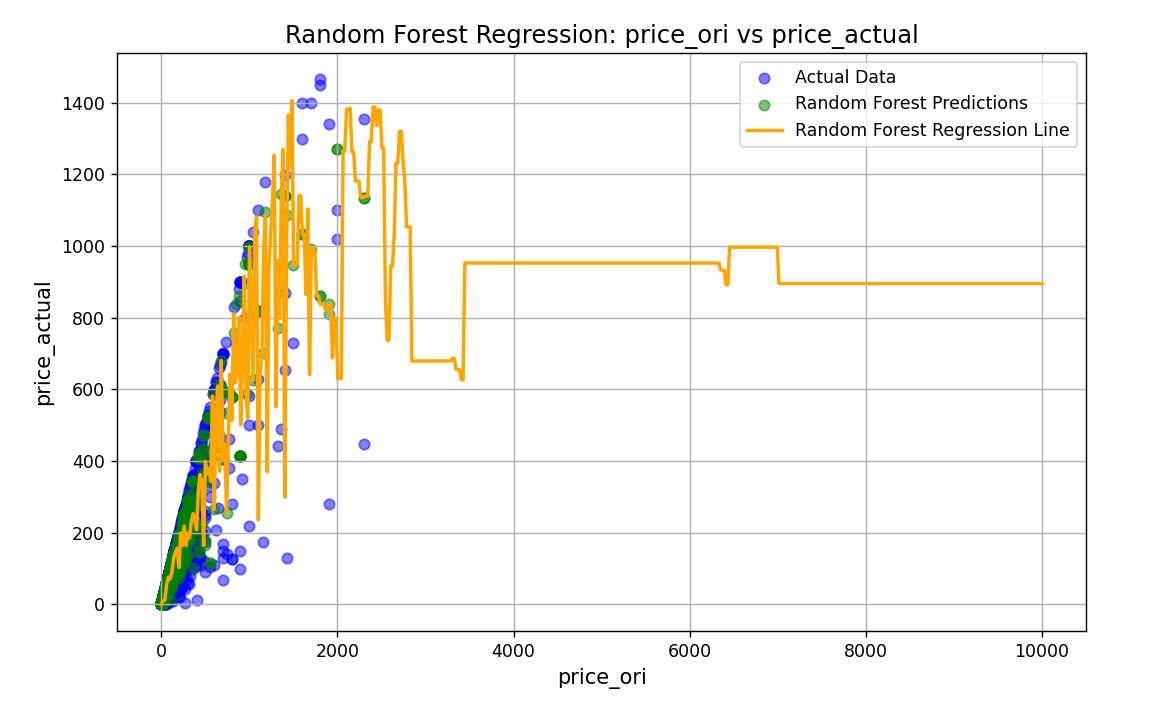 Random Forest Regression: price_ori vs price_actual
Actual Data
Random Forest Predictions
Random Forest Regression Line
price_actual
1400
1200
1000
800
600
400
200
0
0 2000 4000 6000 8000 10000
price_ori